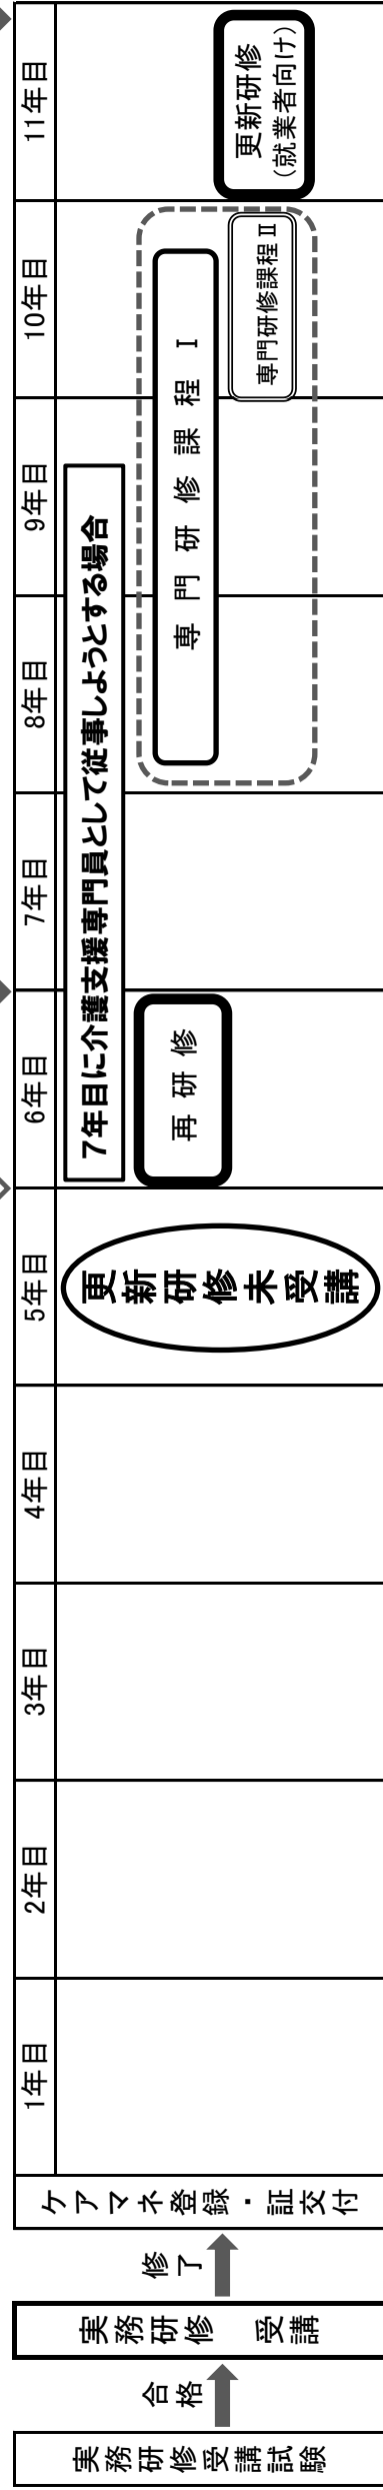 実務研修受講試験
合格
実務研修　受講
修了
ケアマネ登録・証交付
1年目
2年目
3年目
4年目
5年目
6年目
7年目
8年目
9年目
10年目
11年目
更新研修未受講
7年目に介護支援専門員として従事しようとする場合
再研修
専門研修課程Ⅰ
専門研修課程Ⅱ
更新研修
（就業者向け）